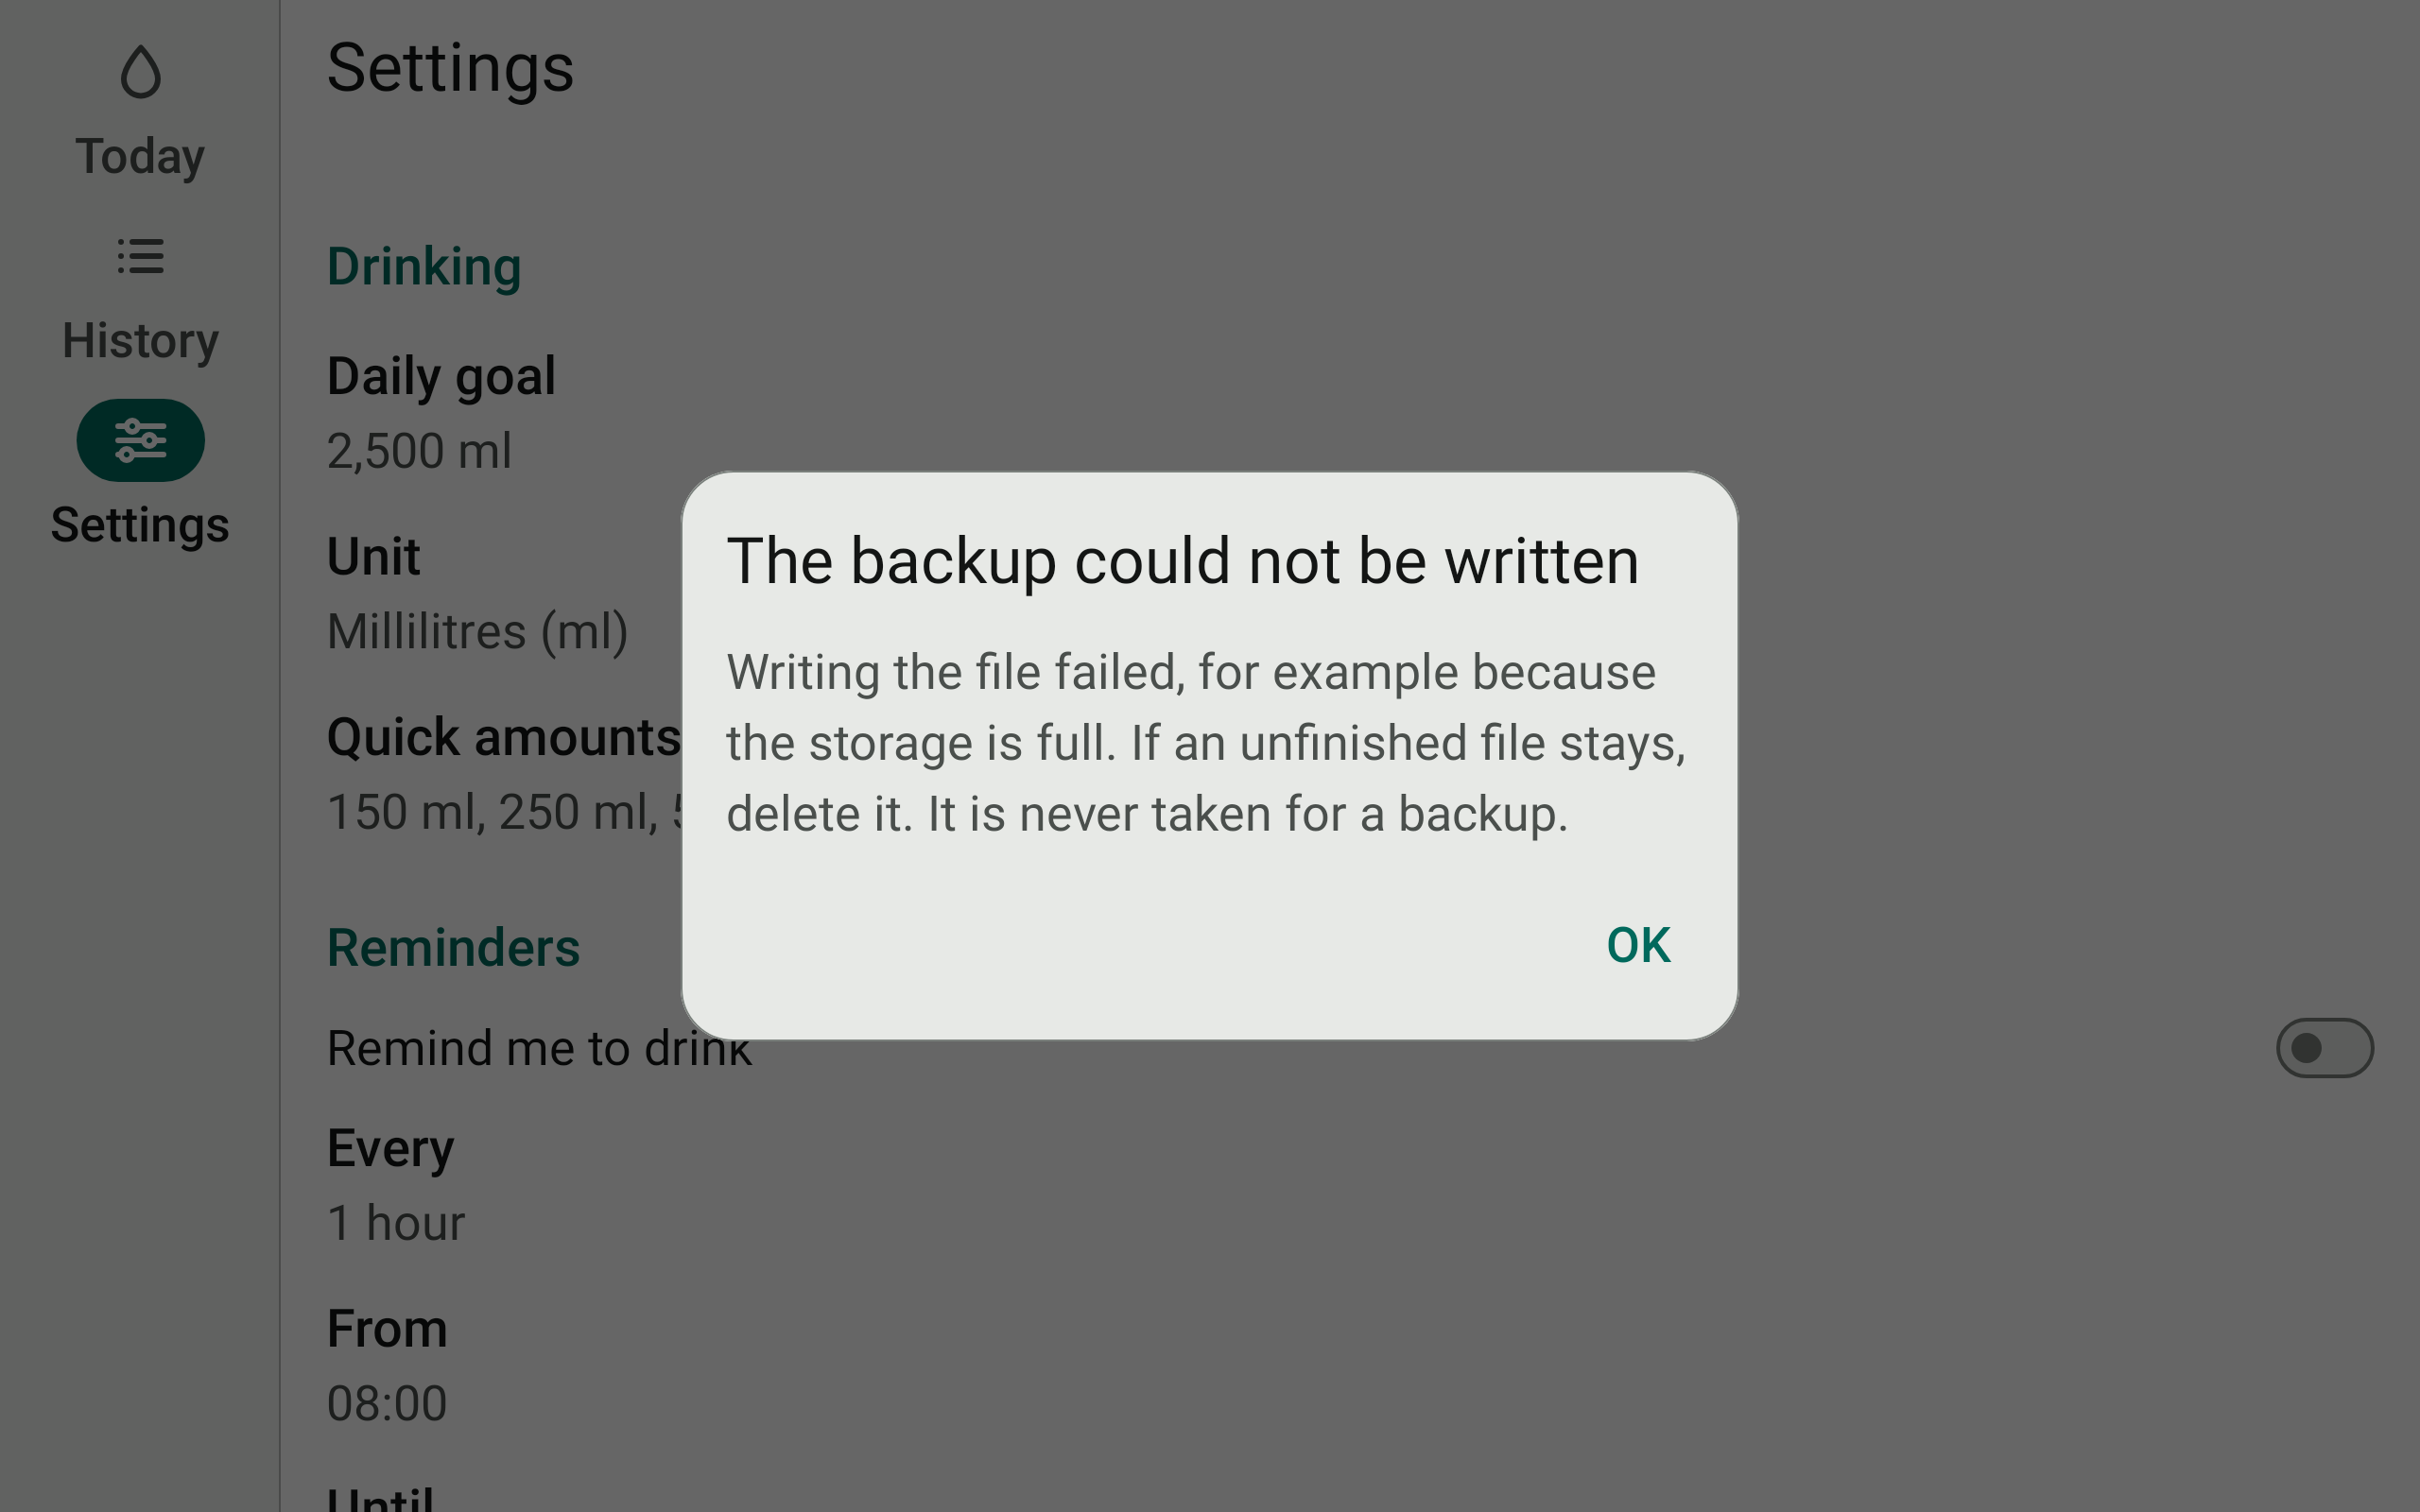 Settings
Today
History
Settings
Drinking
Daily goal
2,500 ml
Unit
Millilitres (ml)
Quick amounts
150 ml, 250 ml,
Reminders
Remind me to drink
Every
1 hour
From
08:00
Until
The backup could not be written
Writing the file failed, for example because
the storage is full. If an unfinished file stays,
delete it. It is never taken for a backup.
OK